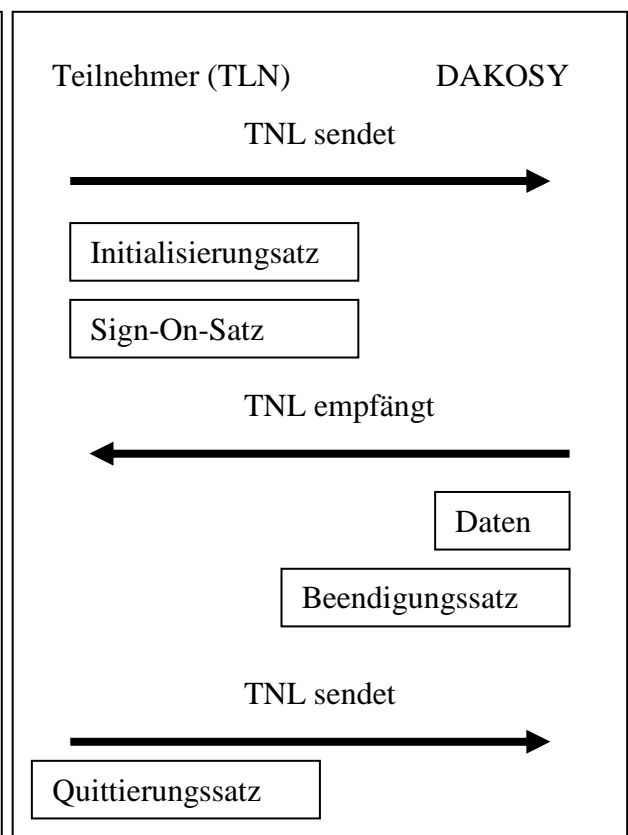 Teilnehmer (TLN) DAKOSY
TNL sendet
Initialisierungsatz
Sign-On-Satz
TNL empfängt
Daten
Beendigungssatz
TNL sendet
Quittierungssatz